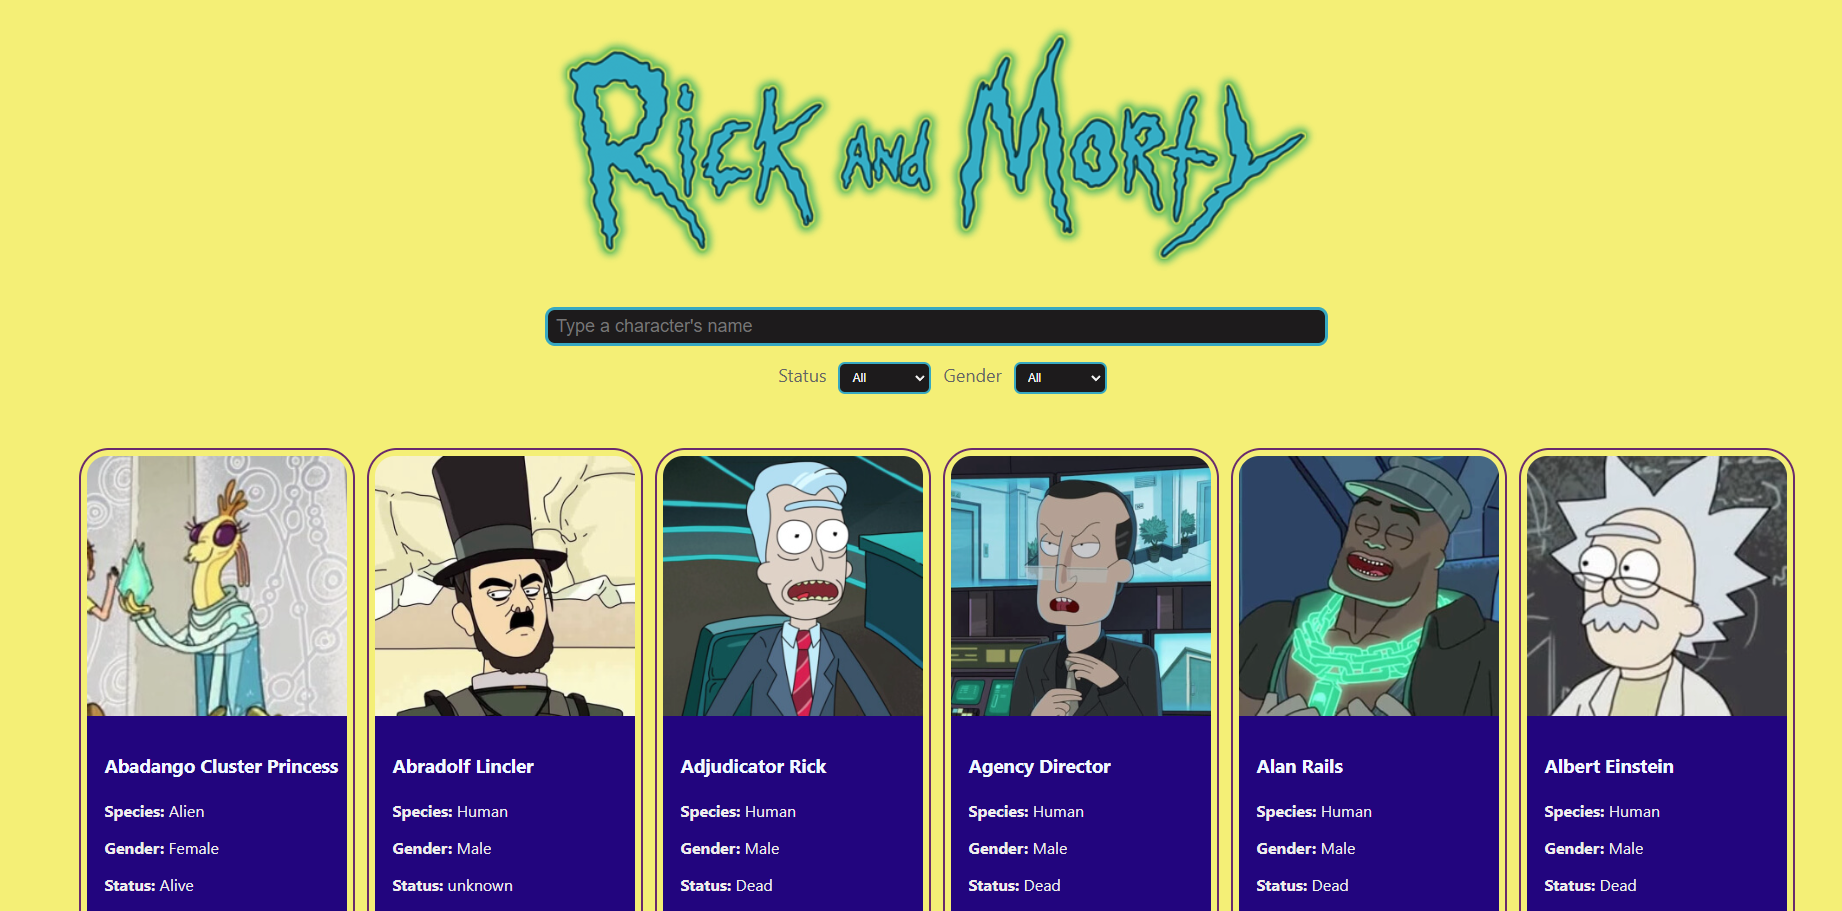 Rick and Morty
Type a character's name
Status All Gender All
Abadango Cluster Princess
Species: Alien
Gender: Female
Status: Alive
Abradolf Lincler
Species: Human
Gender: Male
Status: unknown
Adjudicator Rick
Species: Human
Gender: Male
Status: Dead
Agency Director
Species: Human
Gender: Male
Status: Dead
Alan Rails
Species: Human
Gender: Male
Status: Dead
Albert Einstein
Species: Human
Gender: Male
Status: Dead